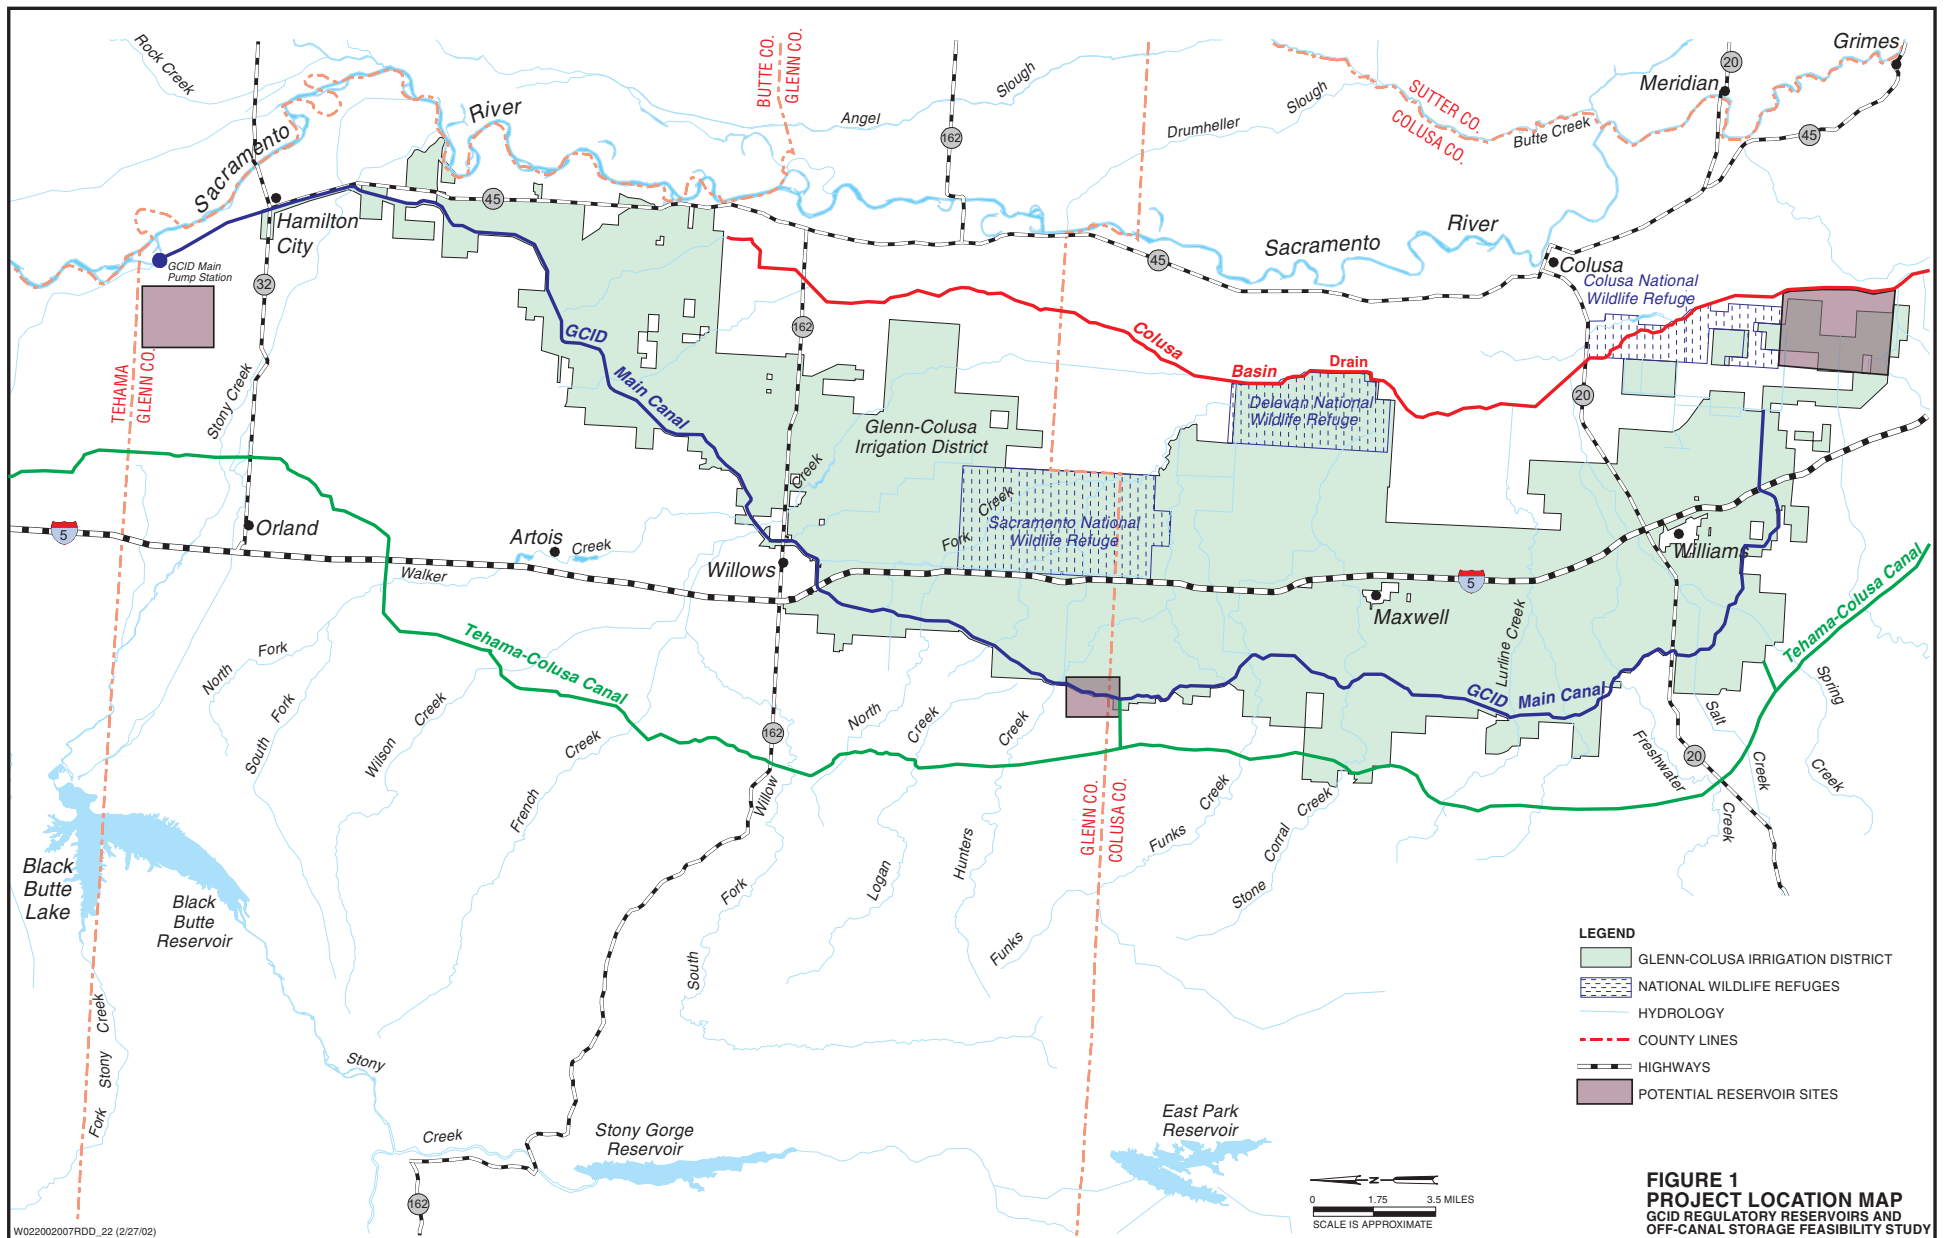 Rock Creek
Sacramento
River
BUTTE CO.
GLENN CO.
Angel
Slough
162
Drumheller
Slough
SUTTER CO.
COLUSA CO.
Butte Creek
20
Meridian
Grimes
45
Hamilton
City
GCID Main
Pump Station
32
45
TEHAMA
GLENN CO.
Stony Creek
GCID
Main Canal
162
Glenn-Colusa
Irrigation District
Creek
45
Sacramento
River
Colusa
Colusa National
Wildlife Refuge
Colusa
Basin
Drain
Delevan National
Wildlife Refuge
20
Creek
Fork
Sacramento National
Wildlife Refuge
5
Orland
Artois
Creek
Walker
Willows
5
Maxwell
Williams
Lurline Creek
Tehama-Colusa Canal
Tehama-Colusa Canal
GCID
Main Canal
North
Fork
South
Fork
Wilson
Creek
French
Creek
162
Willow
North
Creek
Creek
Fork
South
Logan
Hunters
GLENN CO.
COLUSA CO.
Funks
Funks
Creek
Stone
Corral
Creek
Freshwater
Creek
Salt
Creek
20
Spring
Creek
Black
Butte
Lake
Black
Butte
Reservoir
Fork
Stony
Creek
Stony
Creek
162
Stony Gorge
Reservoir
East Park
Reservoir
LEGEND
GLENN-COLUSA IRRIGATION DISTRICT
NATIONAL WILDLIFE REFUGES
HYDROLOGY
COUNTY LINES
HIGHWAYS
POTENTIAL RESERVOIR SITES
N
0 1.75 3.5 MILES
SCALE IS APPROXIMATE
FIGURE 1
PROJECT LOCATION MAP
GCID REGULATORY RESERVOIRS AND
OFF-CANAL STORAGE FEASIBILITY STUDY
W022002007RDD_22 (2/27/02)